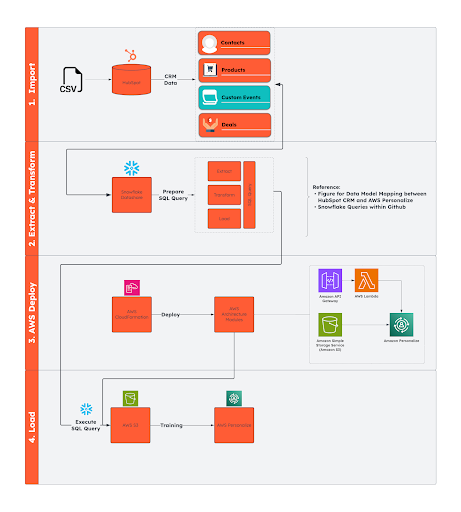 1. Import
CSV
HubSpot
CRM
Data
Contacts
Products
Custom Events
Deals
2. Extract & Transform
Snowflake
Datashare
Prepare
SQL Query
Extract
Transform
Load
SQL Query
Reference:
• Figure for Data Model Mapping between
HubSpot CRM and AWS Personalize
• Snowflake Queries within Github
3. AWS Deploy
AWS
CloudFormation
Deploy
AWS
Architecture
Modules
Amazon API
Gateway
AWS Lambda
Amazon Simple
Storage Service
(Amazon S3)
Amazon Personalize
4. Load
Execute
SQL Query
AWS S3
Training
AWS Personalize